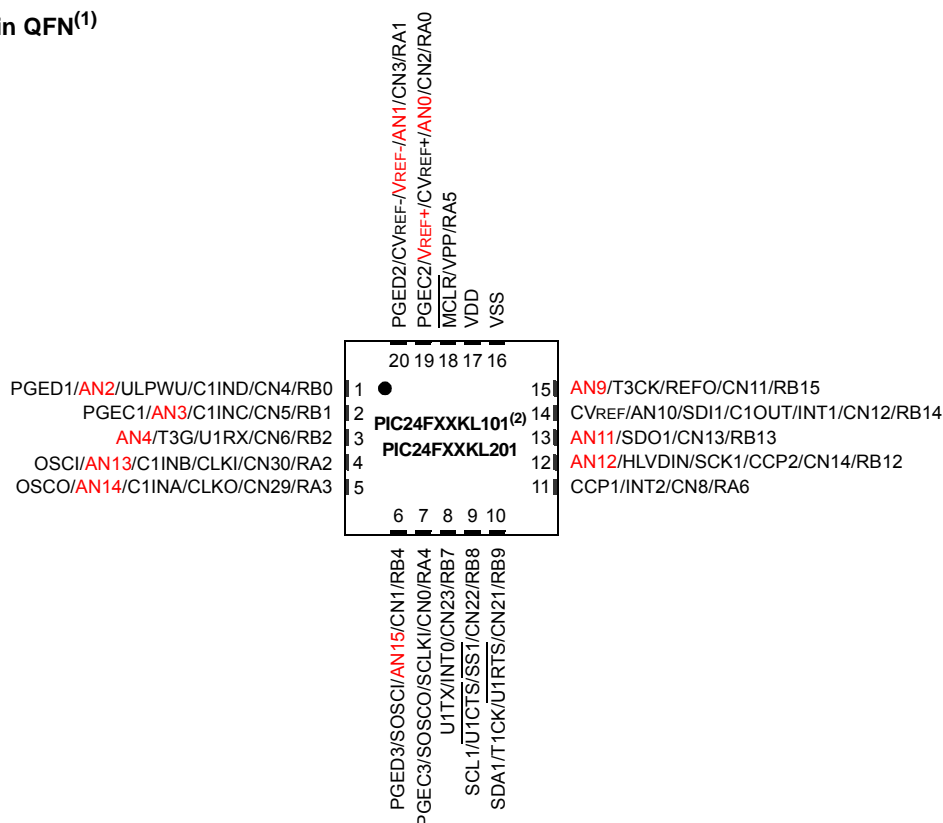 in QFN(1)
PGED2/CVREF-/VREF-/AN1/CN3/RA1
PGEC2/VREF+/CVREF+/AN0/CN2/RA0
MCLR/VPP/RA5
VDD
VSS
20 19 18 17 16
PGED1/AN2/ULPWU/C1IND/CN4/RB0 1
PGEC1/AN3/C1INC/CN5/RB1 2
AN4/T3G/U1RX/CN6/RB2 3
OSCI/AN13/C1INB/CLKI/CN30/RA2 4
OSCO/AN14/C1INA/CLKO/CN29/RA3 5
PIC24FXXKL101(2)
PIC24FXXKL201
15 AN9/T3CK/REFO/CN11/RB15
14 CVREF/AN10/SDI1/C1OUT/INT1/CN12/RB14
13 AN11/SDO1/CN13/RB13
12 AN12/HLVDIN/SCK1/CCP2/CN14/RB12
11 CCP1/INT2/CN8/RA6
6 7 8 9 10
PGED3/SOSCI/AN15/CN1/RB4
PGEC3/SOSCO/SCLKI/CN0/RA4
U1TX/INT0/CN23/RB7
SCL1/U1CTS/SS1/CN22/RB8
SDA1/T1CK/U1RTS/CN21/RB9